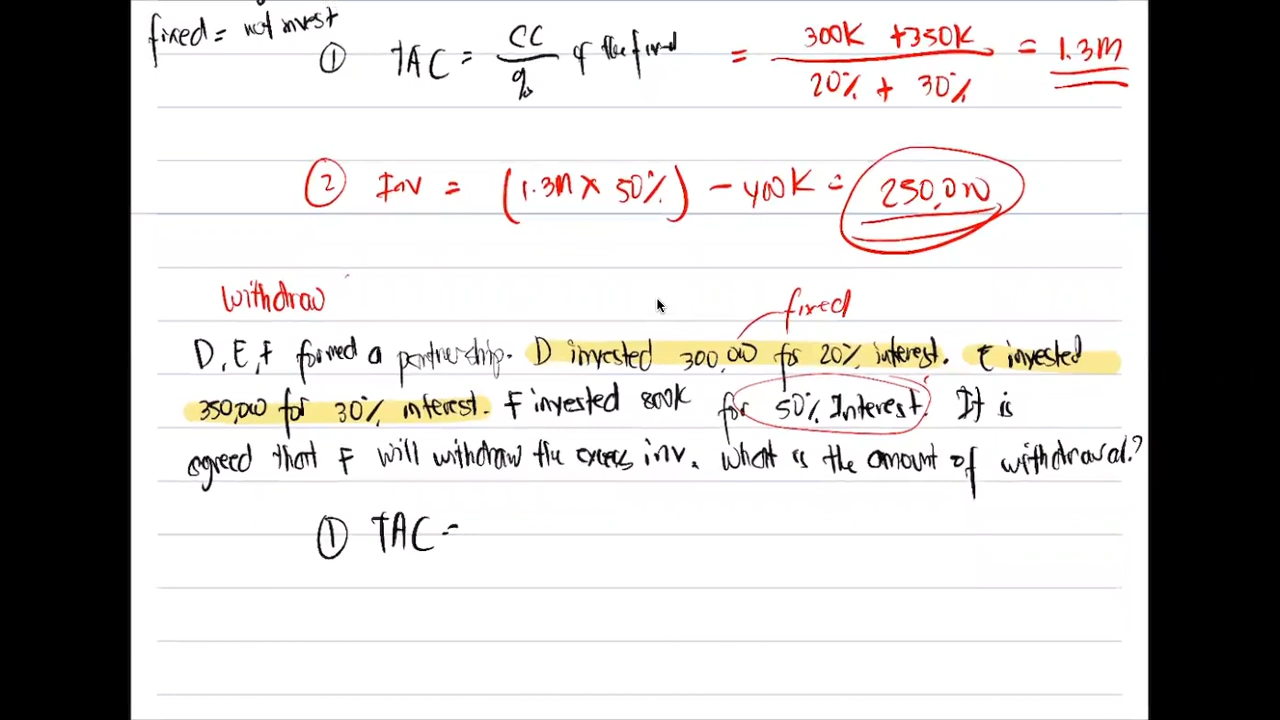 fixed = not invest
① TAC = CC / % of the fixed = 300K + 350K / 20% + 30% = 1.3M
② Inv = (1.3M x 50%) - 400K = 250,000
withdraw
fixed
D, E, F formed a partnership. D invested 300,000 for 20% interest. E invested
350,000 for 30% interest. F invested 800K for 50% Interest. It is
agreed that F will withdraw the excess inv. What is the amount of withdrawal?
① TAC =